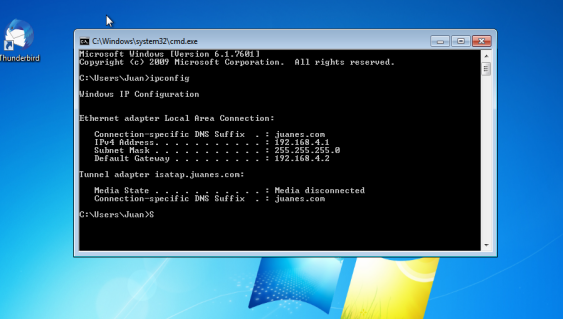 Thunderbird
C:\Windows\system32\cmd.exe
Microsoft Windows [Version 6.1.7601]
Copyright (c) 2009 Microsoft Corporation.  All rights reserved.
C:\Users\Juan>ipconfig
Windows IP Configuration
Ethernet adapter Local Area Connection:
Connection-specific DNS Suffix  . : juanes.com
IPv4 Address. . . . . . . . . . . : 192.168.4.1
Subnet Mask . . . . . . . . . . . : 255.255.255.0
Default Gateway . . . . . . . . . : 192.168.4.2
Tunnel adapter isatap.juanes.com:
Media State . . . . . . . . . . . : Media disconnected
Connection-specific DNS Suffix  . : juanes.com
C:\Users\Juan>S